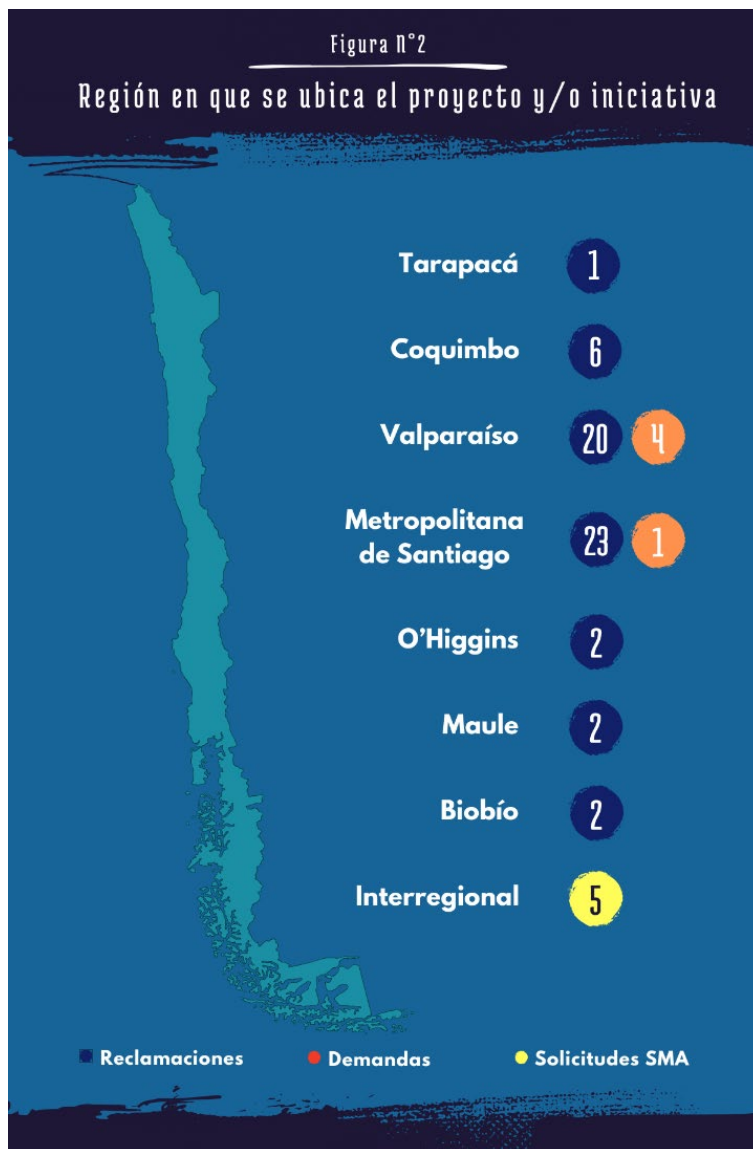 Figura N°2
Región en que se ubica el proyecto y/o iniciativa
Tarapacá 1
Coquimbo 6
Valparaíso 20 4
Metropolitana
de Santiago 23 1
O'Higgins 2
Maule 2
Biobío 2
Interregional 5
Reclamaciones Demandas Solicitudes SMA